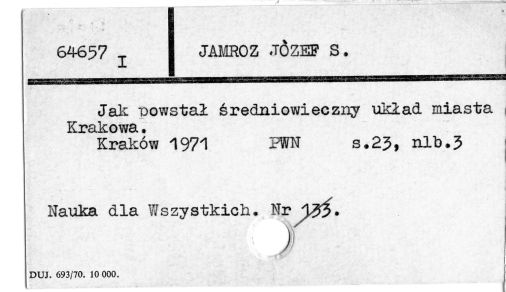 64657 I
JAMROZ JÓZEF S.
Jak powstał średniowieczny układ miasta
Krakowa.
Kraków 1971 PWN s.23, nlb.3
Nauka dla Wszystkich. Nr 133.
DUJ. 693/70. 10 000.